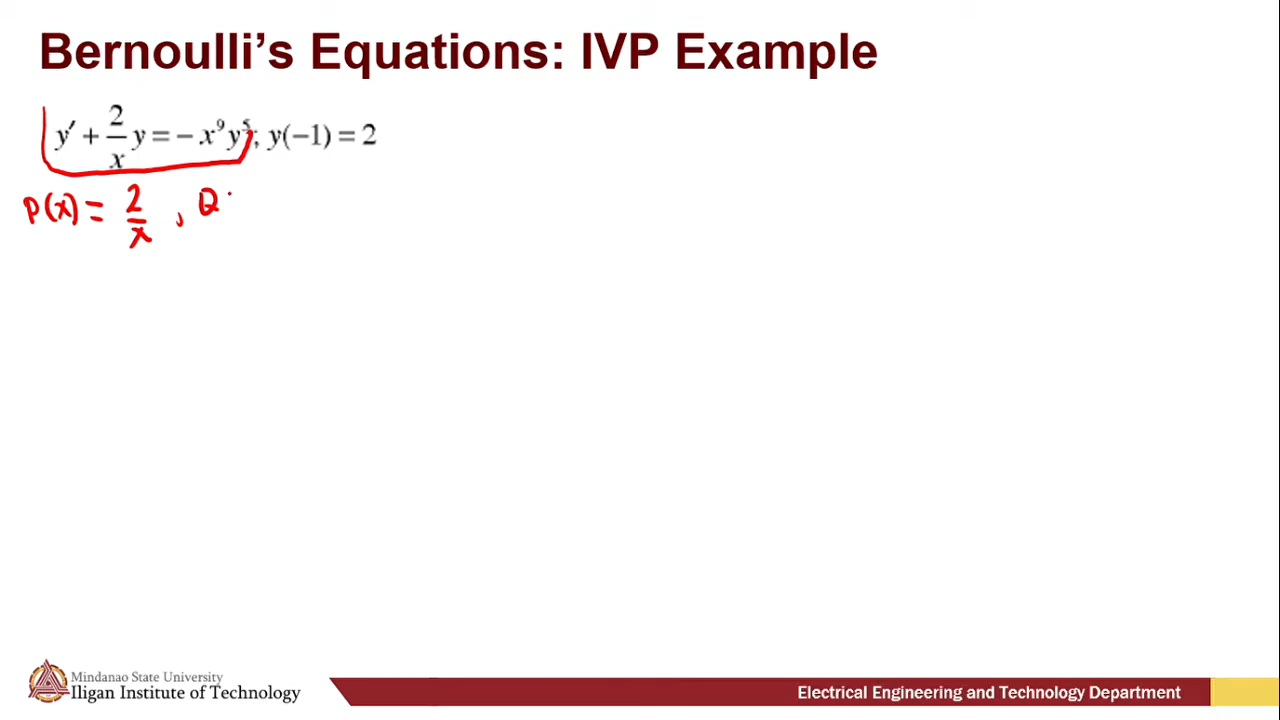 Bernoulli's Equations: IVP Example
y′ + 2/x y = − x⁹y⁵; y(−1) = 2
P(x) = 2/x , Q
Mindanao State University
Iligan Institute of Technology
Electrical Engineering and Technology Department